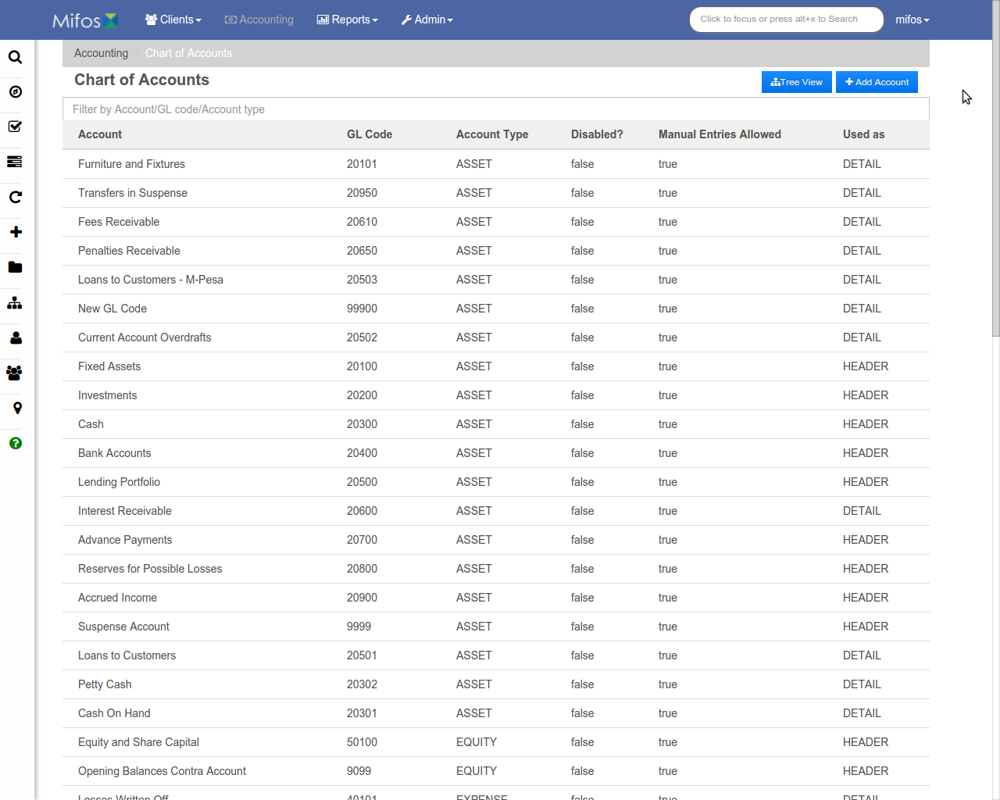 Mifos Clients Accounting Reports Admin Click to focus or press alt+x to Search mifos
Accounting Chart of Accounts
Chart of Accounts Tree View Add Account
Filter by Account/GL code/Account type
Account GL Code Account Type Disabled? Manual Entries Allowed Used as
Furniture and Fixtures 20101 ASSET false true DETAIL
Transfers in Suspense 20950 ASSET false true DETAIL
Fees Receivable 20610 ASSET false true DETAIL
Penalties Receivable 20650 ASSET false true DETAIL
Loans to Customers - M-Pesa 20503 ASSET false true DETAIL
New GL Code 99900 ASSET false true DETAIL
Current Account Overdrafts 20502 ASSET false true DETAIL
Fixed Assets 20100 ASSET false true HEADER
Investments 20200 ASSET false true HEADER
Cash 20300 ASSET false true HEADER
Bank Accounts 20400 ASSET false true HEADER
Lending Portfolio 20500 ASSET false true HEADER
Interest Receivable 20600 ASSET false true DETAIL
Advance Payments 20700 ASSET false true HEADER
Reserves for Possible Losses 20800 ASSET false true HEADER
Accrued Income 20900 ASSET false true HEADER
Suspense Account 9999 ASSET false true HEADER
Loans to Customers 20501 ASSET false true DETAIL
Petty Cash 20302 ASSET false true DETAIL
Cash On Hand 20301 ASSET false true DETAIL
Equity and Share Capital 50100 EQUITY false true HEADER
Opening Balances Contra Account 9099 EQUITY false true HEADER
Losses Written Off 40101 EXPENSE false true DETAIL